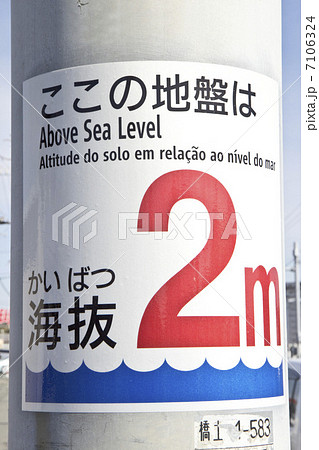 ここの地盤は
Above Sea Level
Altitude do solo em relação ao nível do mar
かい ばつ
海抜 2m
橋土 1-583
PIXTA
pixta.jp - 7106324